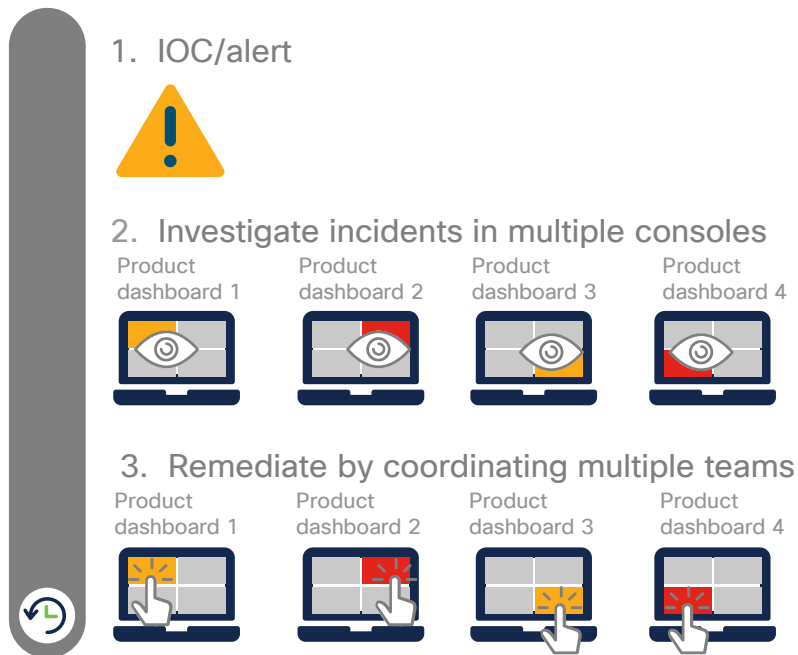 1. IOC/alert
2. Investigate incidents in multiple consoles
Product
dashboard 1
Product
dashboard 2
Product
dashboard 3
Product
dashboard 4
3. Remediate by coordinating multiple teams
Product
dashboard 1
Product
dashboard 2
Product
dashboard 3
Product
dashboard 4